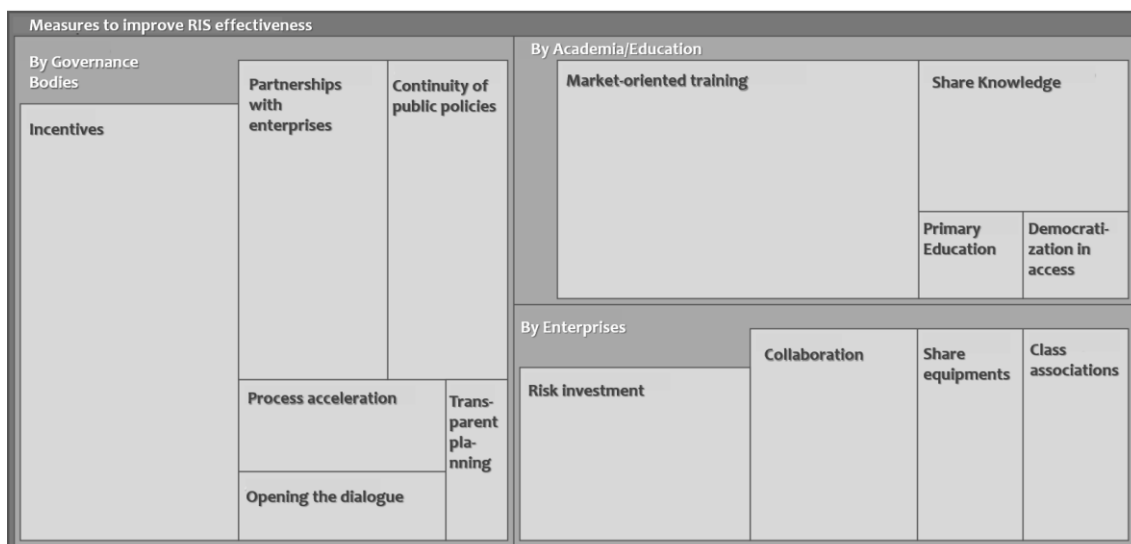 Measures to improve RIS effectiveness
By Governance
Bodies
Incentives
Partnerships
with
enterprises
Continuity of
public policies
Process acceleration
Trans-
parent
pla-
nning
Opening the dialogue
By Academia/Education
Market-oriented training
Share Knowledge
Primary
Education
Democrati-
zation in
access
By Enterprises
Risk investment
Collaboration
Share
equipments
Class
associations